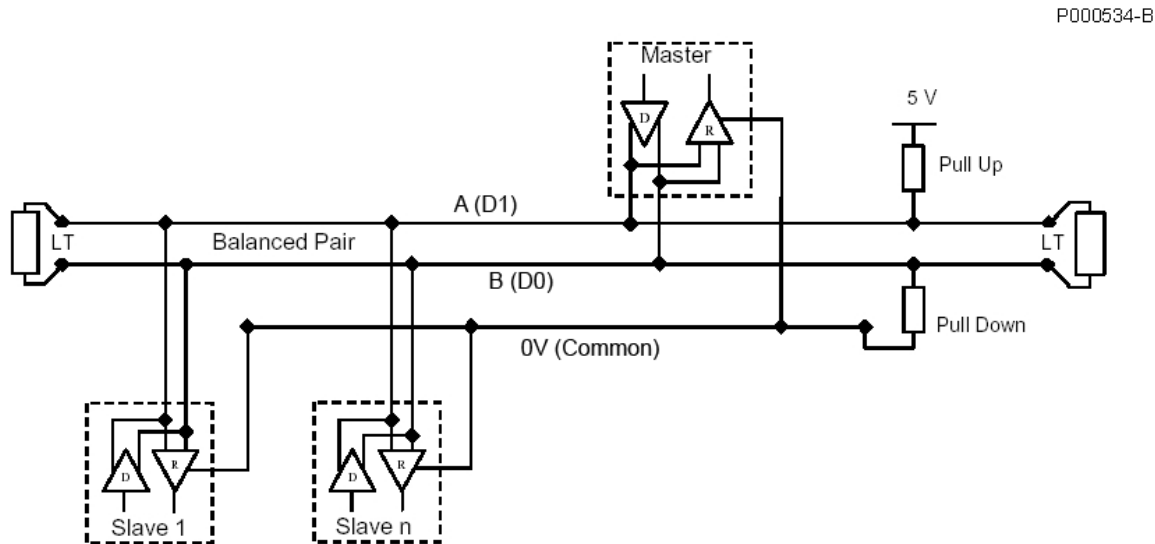 P000534-B
Master
D
R
5 V
Pull Up
A (D1)
LT
Balanced Pair
LT
B (D0)
Pull Down
0V (Common)
D
R
Slave 1
D
R
Slave n